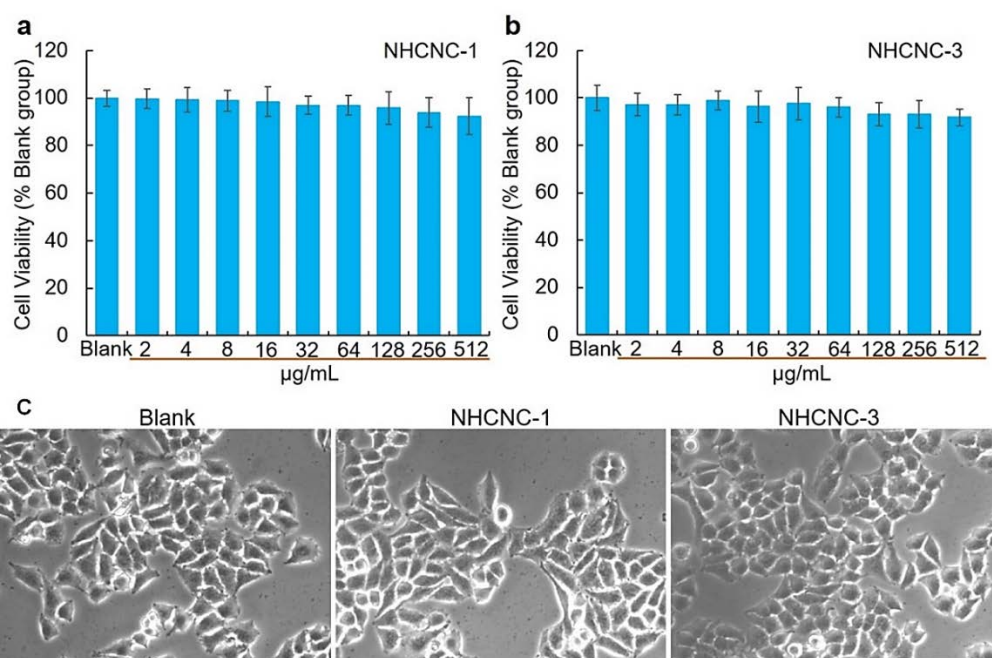 a
120
NHCNC-1
100
80
60
40
20
0
Cell Viability (% Blank group)
Blank 2 4 8 16 32 64 128 256 512
µg/mL
b
120
NHCNC-3
100
80
60
40
20
0
Cell Viability (% Blank group)
Blank 2 4 8 16 32 64 128 256 512
µg/mL
c
Blank NHCNC-1 NHCNC-3